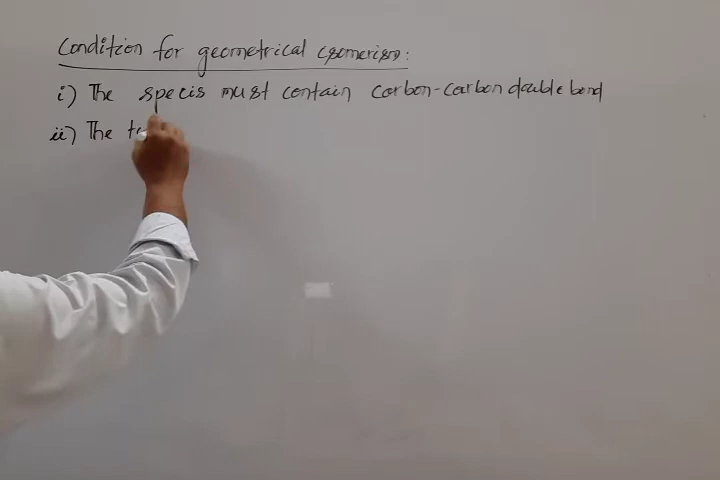 Condition for geometrical isomerism:
i) The specis must contain carbon-carbon double bond
ii) The